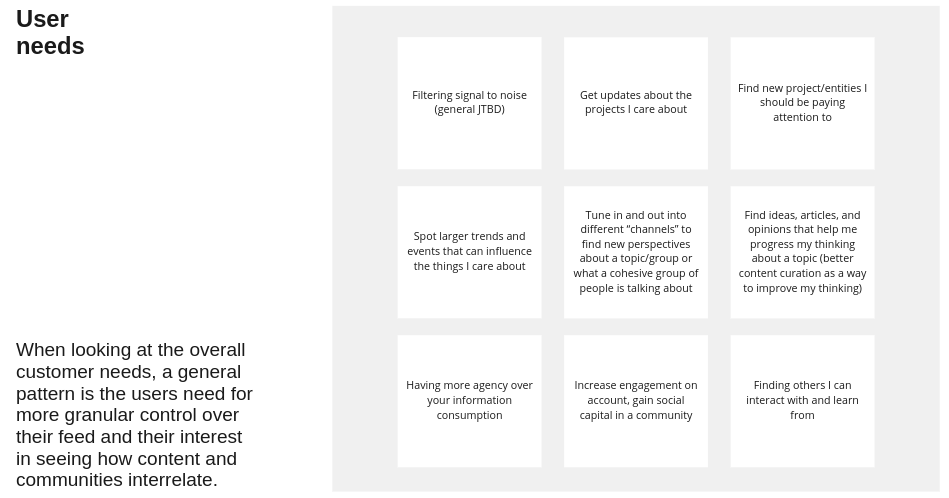 User
needs
When looking at the overall
customer needs, a general
pattern is the users need for
more granular control over
their feed and their interest
in seeing how content and
communities interrelate.
Filtering signal to noise
(general JTBD)
Get updates about the
projects I care about
Find new project/entities I
should be paying
attention to
Spot larger trends and
events that can influence
the things I care about
Tune in and out into
different “channels” to
find new perspectives
about a topic/group or
what a cohesive group of
people is talking about
Find ideas, articles, and
opinions that help me
progress my thinking
about a topic (better
content curation as a way
to improve my thinking)
Having more agency over
your information
consumption
Increase engagement on
account, gain social
capital in a community
Finding others I can
interact with and learn
from